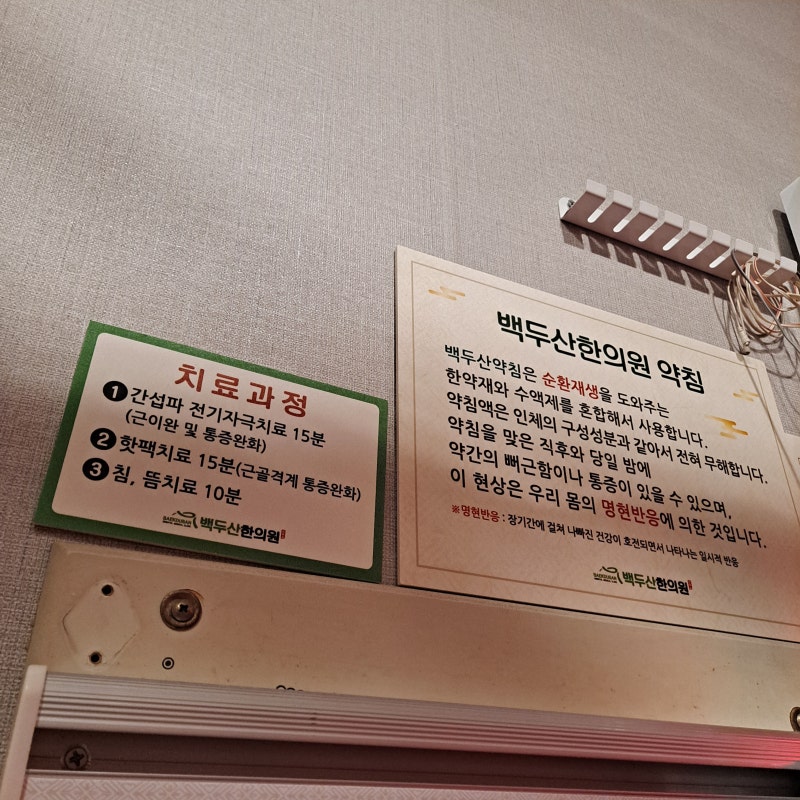 치료과정
1 간섭파 전기자극치료 15분
(근이완 및 통증완화)
2 핫팩치료 15분(근골격계 통증완화)
3 침, 뜸치료 10분
백두산한의원
백두산한의원 약침
백두산약침은 순환재생을 도와주는
한약재와 수액제를 혼합해서 사용합니다.
약침액은 인체의 구성성분과 같아서 전혀 무해합니다.
약침을 맞은 직후와 당일 밤에
약간의 뻐근함이나 통증이 있을 수 있으며,
이 현상은 우리 몸의 명현반응에 의한 것입니다.
※명현반응 : 장기간에 걸쳐 나빠진 건강이 호전되면서 나타나는 일시적 반응
백두산한의원